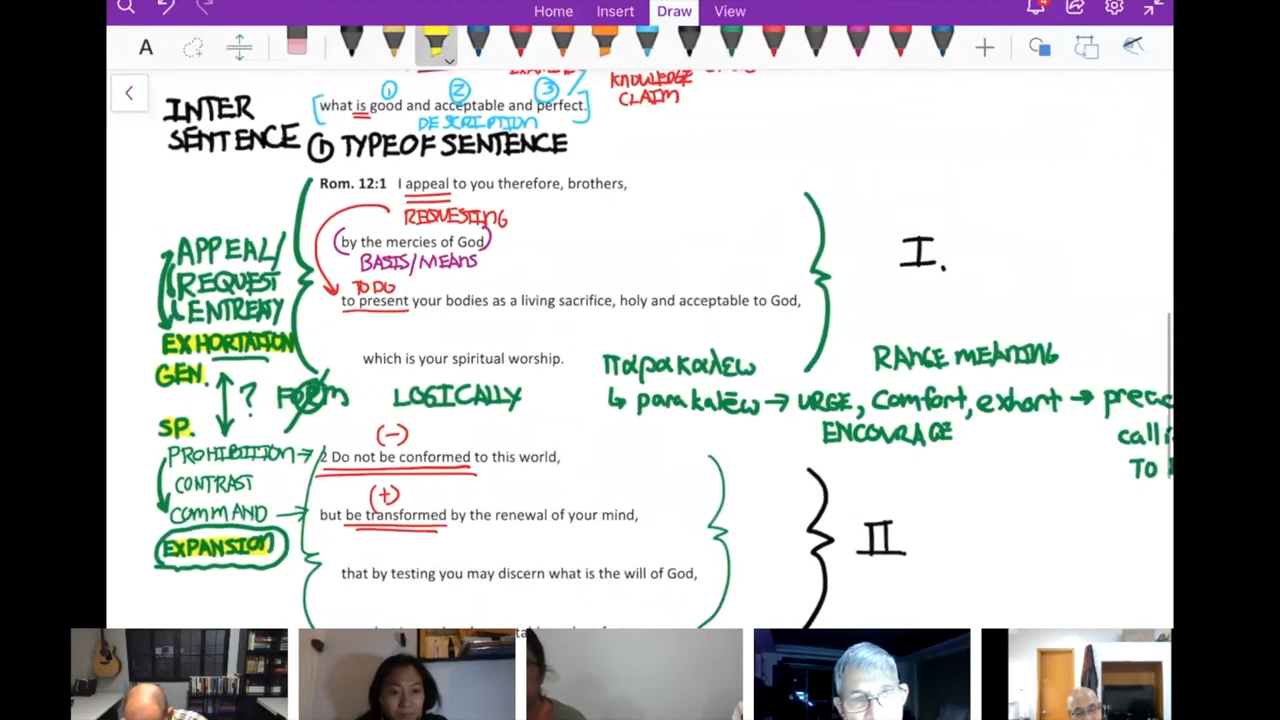 Home Insert Draw View
A
KNOWLEDGE
CLAIM
① ② ③
[what is good and acceptable and perfect.]
DESCRIPTION
INTER
SENTENCE
① TYPE OF SENTENCE
Rom. 12:1 I appeal to you therefore, brothers,
REQUESTING
(by the mercies of God)
BASIS/MEANS
TO DO
to present your bodies as a living sacrifice, holy and acceptable to God,
which is your spiritual worship.
I.
APPEAL/
REQUEST
ENTREATY
EXHORTATION
GEN.
? FORM LOGICALLY
SP.
παρακαλεω
RANGE MEANING
↳ parakalēw → URGE, comfort, exhort →
ENCOURAGE
TO
PROHIBITION →
CONTRAST
COMMAND →
EXPANSION
(-)
2 Do not be conformed to this world,
(+)
but be transformed by the renewal of your mind,
that by testing you may discern what is the will of God,
II